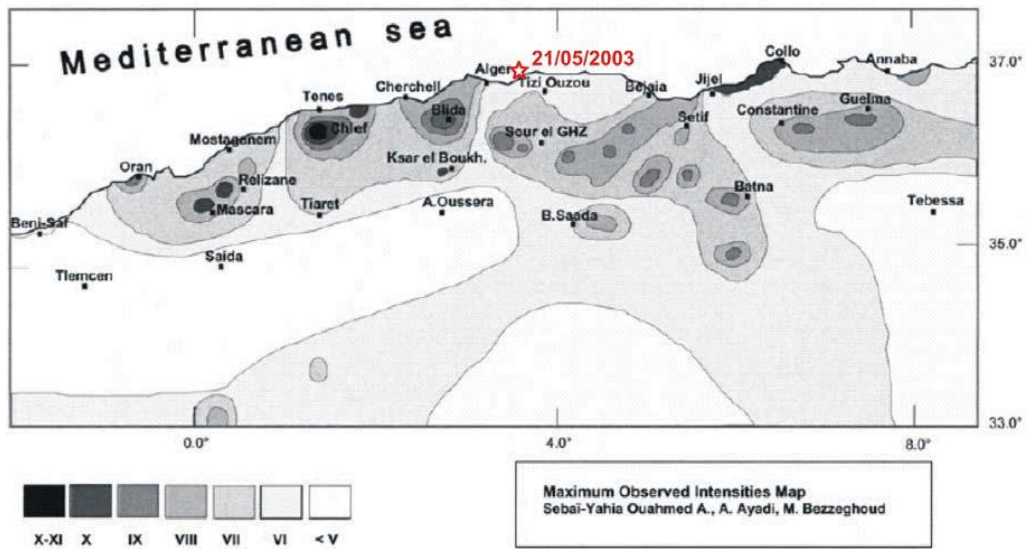 Mediterranean sea
21/05/2003
Collo
Annaba
37.0°
Alger
Tizi Ouzou
Jijel
Cherchell
Bejaia
Tenes
Guelma
Blida
Setif
Constantine
Chlef
Mostaganem
Sour el GHZ
Oran
Ksar el Boukh.
Relizane
Batna
Mascara
Tiaret
A.Oussera
Tebessa
Beni-Saf
B.Saada
35.0°
Saida
Tlemcen
33.0°
0.0°
4.0°
8.0°
X-XI X IX VIII VII VI < V
Maximum Observed Intensities Map
Sebaï-Yahia Ouahmed A., A. Ayadi, M. Bezzeghoud